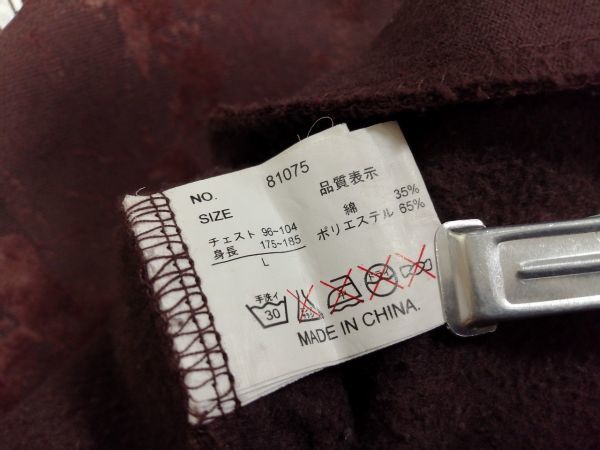 NO. 81075
SIZE 品質表示
チェスト 96~104
身長 175~185
L
綿 35%
ポリエステル 65%
手洗イ
30
MADE IN CHINA.